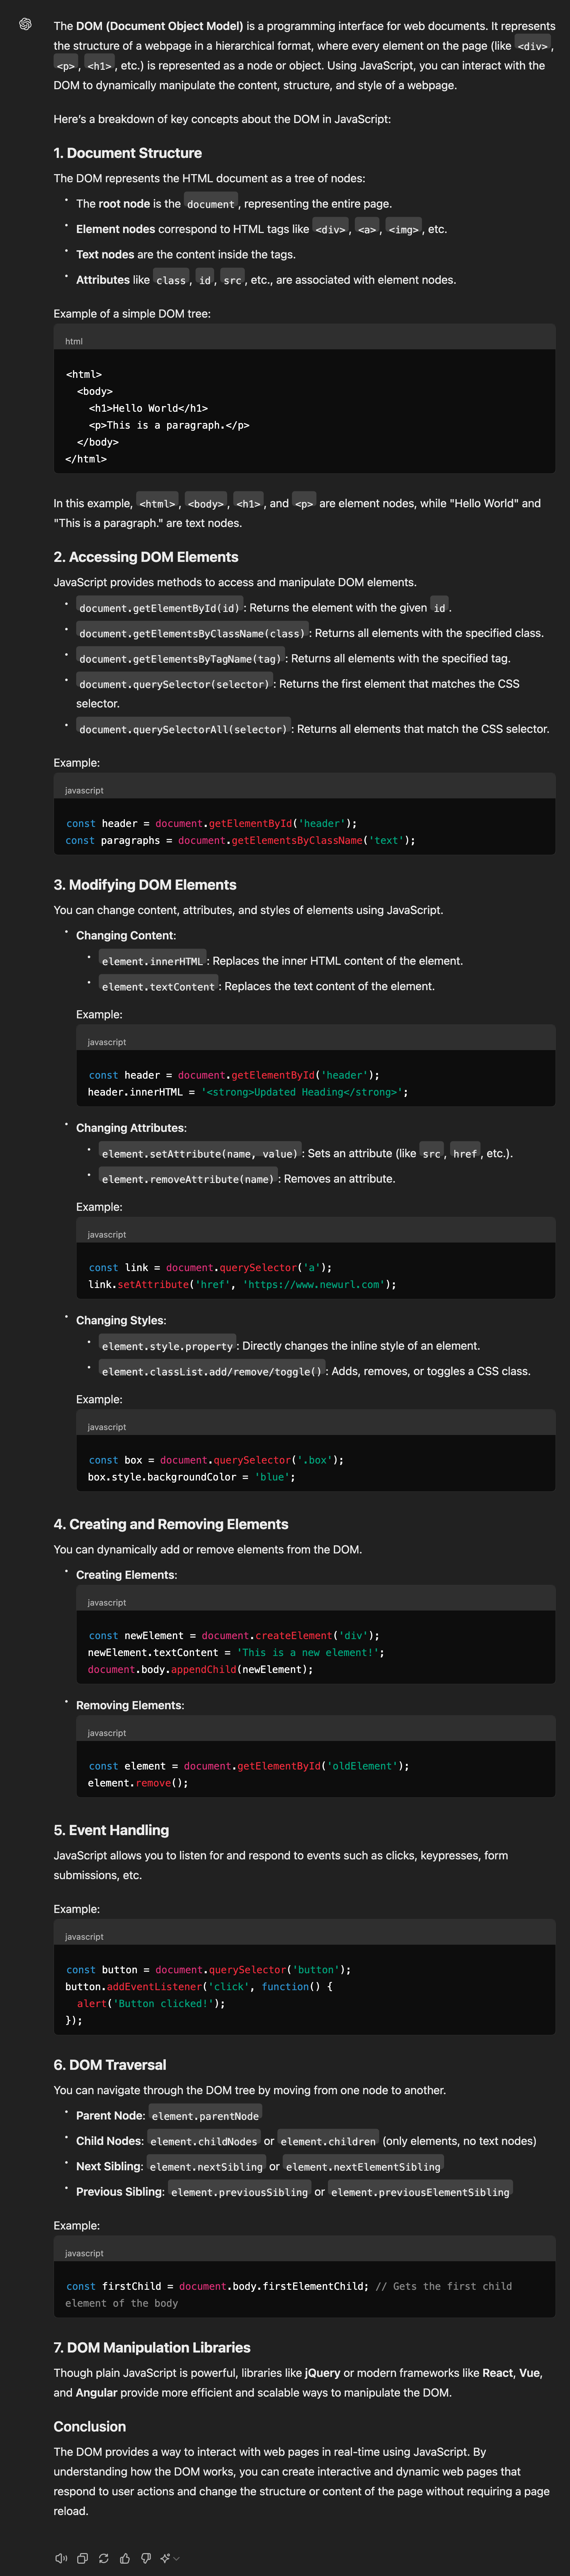 The DOM (Document Object Model) is a programming interface for web documents. It represents
the structure of a webpage in a hierarchical format, where every element on the page (like <div>,
<p>, <h1>, etc.) is represented as a node or object. Using JavaScript, you can interact with the
DOM to dynamically manipulate the content, structure, and style of a webpage.
Here's a breakdown of key concepts about the DOM in JavaScript:
1. Document Structure
The DOM represents the HTML document as a tree of nodes:
• The root node is the document, representing the entire page.
• Element nodes correspond to HTML tags like <div>, <a>, <img>, etc.
• Text nodes are the content inside the tags.
• Attributes like class, id, src, etc., are associated with element nodes.
Example of a simple DOM tree:
html
<html>
  <body>
    <h1>Hello World</h1>
    <p>This is a paragraph.</p>
  </body>
</html>
In this example, <html>, <body>, <h1>, and <p> are element nodes, while "Hello World" and
"This is a paragraph." are text nodes.
2. Accessing DOM Elements
JavaScript provides methods to access and manipulate DOM elements.
• document.getElementById(id): Returns the element with the given id.
• document.getElementsByClassName(class): Returns all elements with the specified class.
• document.getElementsByTagName(tag): Returns all elements with the specified tag.
• document.querySelector(selector): Returns the first element that matches the CSS
selector.
• document.querySelectorAll(selector): Returns all elements that match the CSS selector.
Example:
javascript
const header = document.getElementById('header');
const paragraphs = document.getElementsByClassName('text');
3. Modifying DOM Elements
You can change content, attributes, and styles of elements using JavaScript.
• Changing Content:
• element.innerHTML: Replaces the inner HTML content of the element.
• element.textContent: Replaces the text content of the element.
Example:
javascript
const header = document.getElementById('header');
header.innerHTML = '<strong>Updated Heading</strong>';
• Changing Attributes:
• element.setAttribute(name, value): Sets an attribute (like src, href, etc.).
• element.removeAttribute(name): Removes an attribute.
Example:
javascript
const link = document.querySelector('a');
link.setAttribute('href', 'https://www.newurl.com');
• Changing Styles:
• element.style.property: Directly changes the inline style of an element.
• element.classList.add/remove/toggle(): Adds, removes, or toggles a CSS class.
Example:
javascript
const box = document.querySelector('.box');
box.style.backgroundColor = 'blue';
4. Creating and Removing Elements
You can dynamically add or remove elements from the DOM.
• Creating Elements:
javascript
const newElement = document.createElement('div');
newElement.textContent = 'This is a new element!';
document.body.appendChild(newElement);
• Removing Elements:
javascript
const element = document.getElementById('oldElement');
element.remove();
5. Event Handling
JavaScript allows you to listen for and respond to events such as clicks, keypresses, form
submissions, etc.
Example:
javascript
const button = document.querySelector('button');
button.addEventListener('click', function() {
  alert('Button clicked!');
});
6. DOM Traversal
You can navigate through the DOM tree by moving from one node to another.
• Parent Node: element.parentNode
• Child Nodes: element.childNodes or element.children (only elements, no text nodes)
• Next Sibling: element.nextSibling or element.nextElementSibling
• Previous Sibling: element.previousSibling or element.previousElementSibling
Example:
javascript
const firstChild = document.body.firstElementChild; // Gets the first child
element of the body
7. DOM Manipulation Libraries
Though plain JavaScript is powerful, libraries like jQuery or modern frameworks like React, Vue,
and Angular provide more efficient and scalable ways to manipulate the DOM.
Conclusion
The DOM provides a way to interact with web pages in real-time using JavaScript. By
understanding how the DOM works, you can create interactive and dynamic web pages that
respond to user actions and change the structure or content of the page without requiring a page
reload.